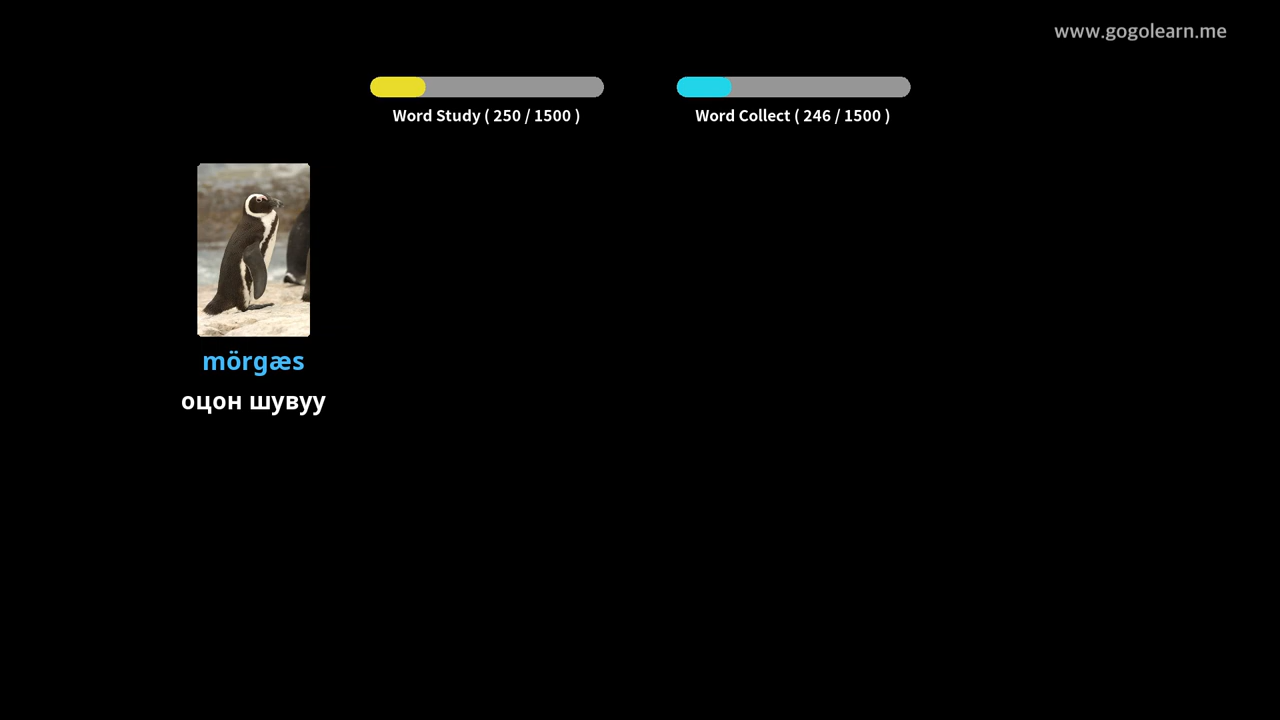 www.gogolearn.me
Word Study ( 250 / 1500 )
Word Collect ( 246 / 1500 )
mörgæs
оцон шувуу